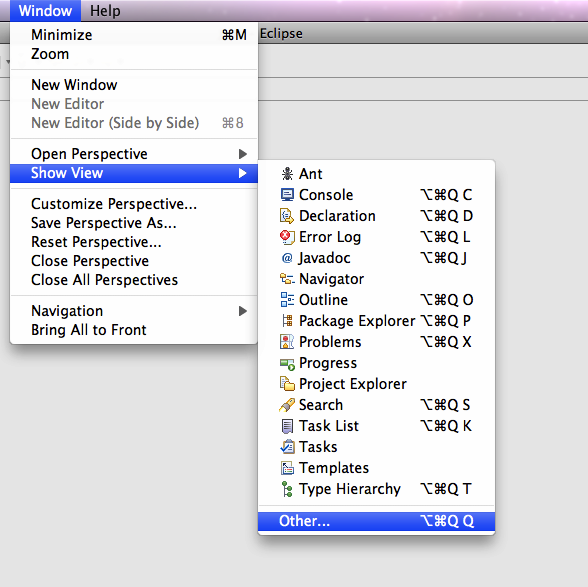 Window Help
Eclipse
Minimize ⌘M
Zoom
New Window
New Editor
New Editor (Side by Side) ⌘8
Open Perspective
Show View
Customize Perspective...
Save Perspective As...
Reset Perspective...
Close Perspective
Close All Perspectives
Navigation
Bring All to Front
Ant
Console ⌥⌘Q C
Declaration ⌥⌘Q D
Error Log ⌥⌘Q L
Javadoc ⌥⌘Q J
Navigator
Outline ⌥⌘Q O
Package Explorer ⌥⌘Q P
Problems ⌥⌘Q X
Progress
Project Explorer
Search ⌥⌘Q S
Task List ⌥⌘Q K
Tasks
Templates
Type Hierarchy ⌥⌘Q T
Other... ⌥⌘Q Q